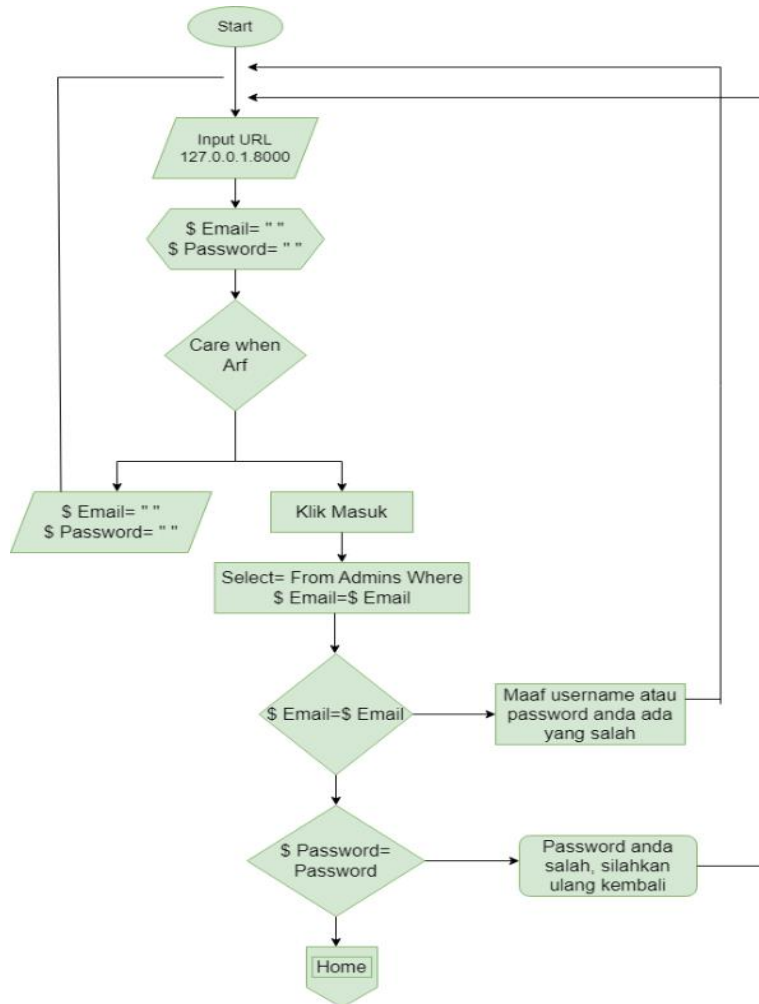 Start
Input URL
127.0.0.1.8000
$ Email= " "
$ Password= " "
Care when
Arf
$ Email= " "
$ Password= " "
Klik Masuk
Select= From Admins Where
$ Email=$ Email
$ Email=$ Email
Maaf username atau
password anda ada
yang salah
$ Password=
Password
Password anda
salah, silahkan
ulang kembali
Home